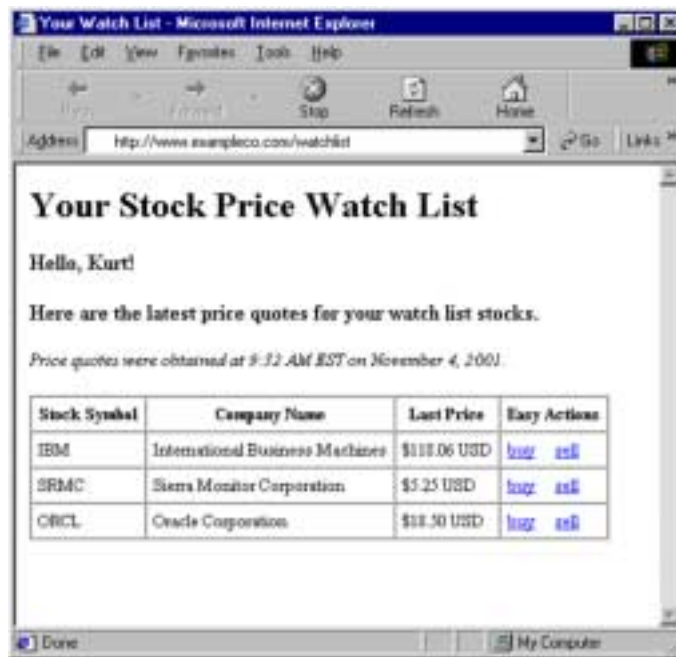 Your Watch List - Microsoft Internet Explorer
File Edit View Favorites Tools Help
Stop Refresh Home
Address http://www.exampleco.com/watchlist Go Links
Your Stock Price Watch List
Hello, Kurt!
Here are the latest price quotes for your watch list stocks.
Price quotes were obtained at 9:32 AM EST on November 4, 2001.
Stock Symbol Company Name Last Price Easy Actions
IBM International Business Machines $118.06 USD buy sell
SRMC Sierra Monitor Corporation $5.25 USD buy sell
ORCL Oracle Corporation $18.50 USD buy sell
Done My Computer